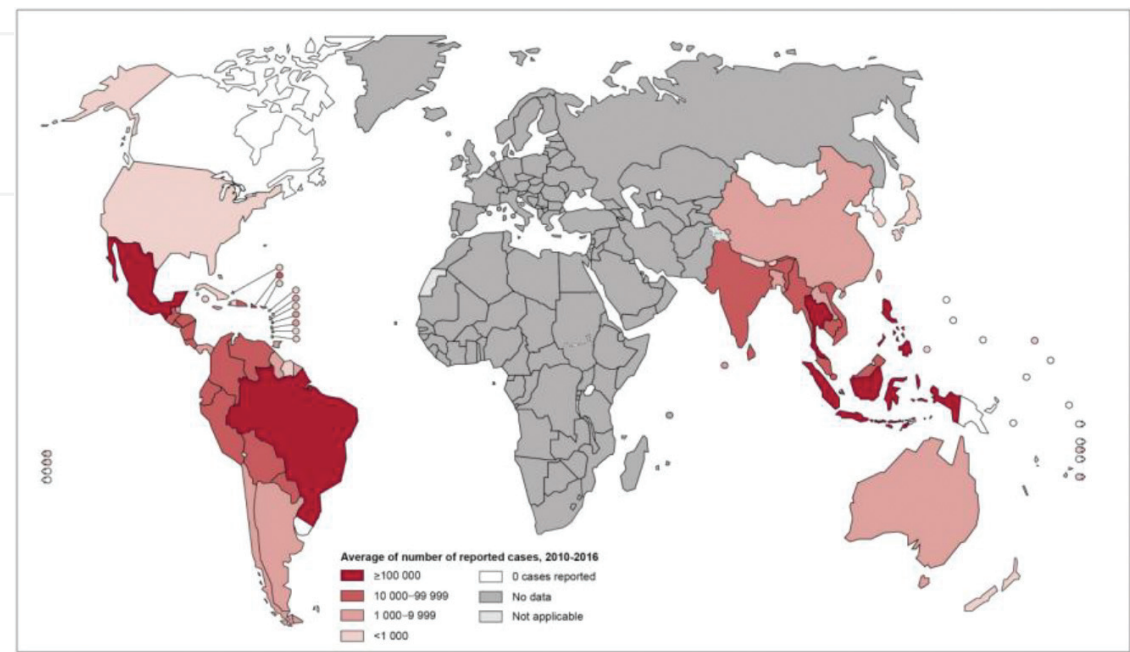 Average of number of reported cases, 2010-2016
≥100 000
10 000–99 999
1 000–9 999
<1 000
0 cases reported
No data
Not applicable